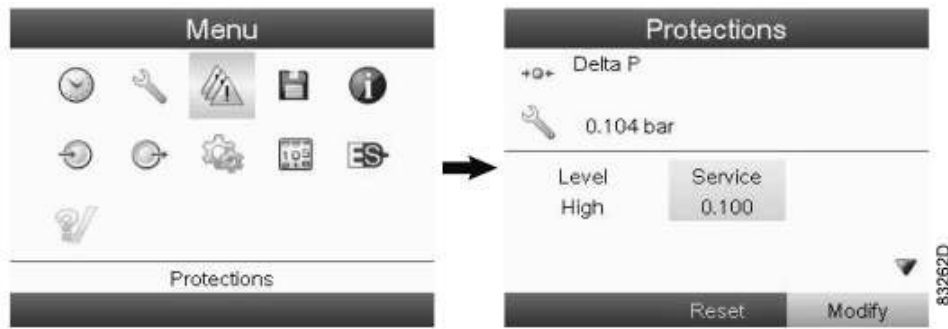 Menu
Protections
Protections
Delta P
0.104 bar
Level Service
High 0.100
Reset Modify
83262D